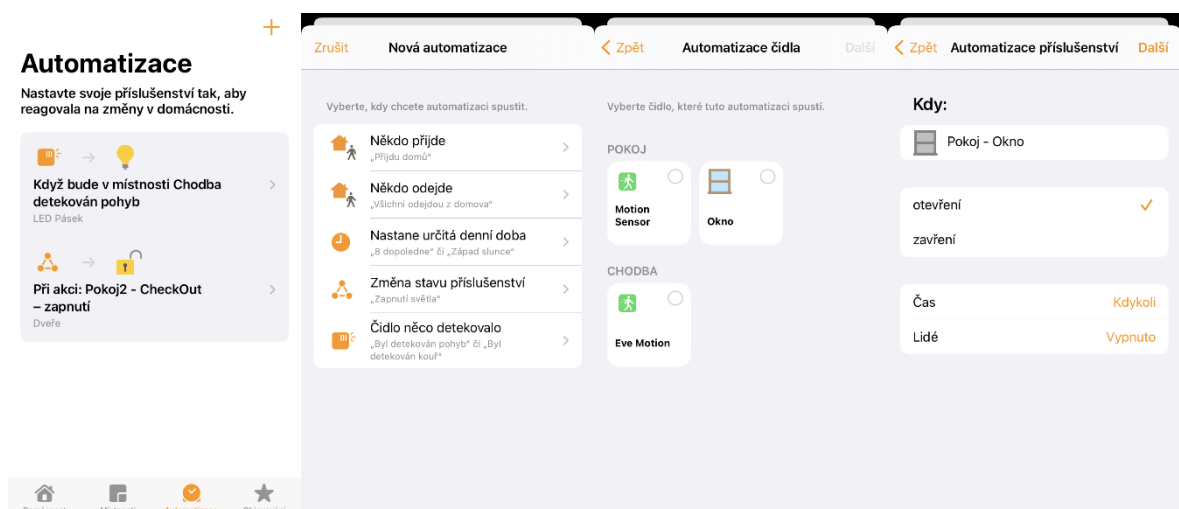 Automatizace
Nastavte svoje příslušenství tak, aby
reagovala na změny v domácnosti.
Když bude v místnosti Chodba
detekován pohyb
LED Pásek
Při akci: Pokoj2 - CheckOut
– zapnutí
Dveře
Zrušit
Nová automatizace
Vyberte, kdy chcete automatizaci spustit.
Někdo přijde
„Přijdu domů“
Někdo odejde
„Všichni odejdou z domova“
Nastane určitá denní doba
„8 dopoledne“ či „Západ slunce“
Změna stavu příslušenství
„Zapnutí světla“
Čidlo něco detekovalo
„Byl detekován pohyb“ či „Byl
detekován kouř“
Zpět
Automatizace čidla
Další
Vyberte čidlo, které tuto automatizaci spustí.
POKOJ
Motion
Sensor
Okno
CHODBA
Eve Motion
Zpět
Automatizace příslušenství
Další
Kdy:
Pokoj - Okno
otevření
zavření
Čas
Kdykoli
Lidé
Vypnuto